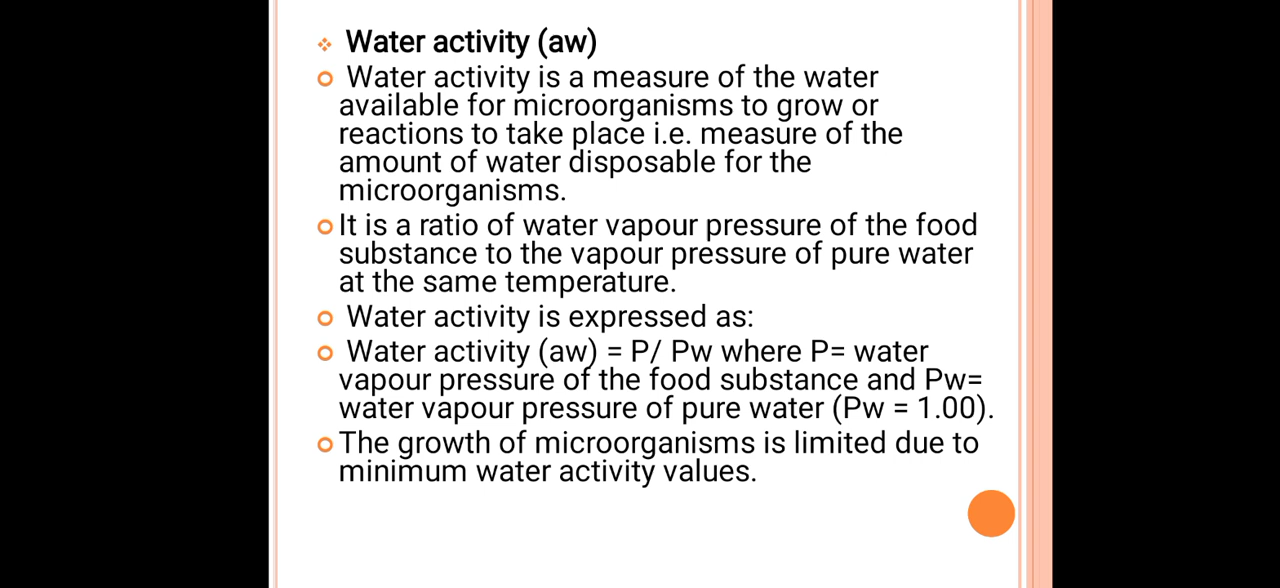 Water activity (aw)
Water activity is a measure of the water
available for microorganisms to grow or
reactions to take place i.e. measure of the
amount of water disposable for the
microorganisms.
It is a ratio of water vapour pressure of the food
substance to the vapour pressure of pure water
at the same temperature.
Water activity is expressed as:
Water activity (aw) = P/ Pw where P= water
vapour pressure of the food substance and Pw=
water vapour pressure of pure water (Pw = 1.00).
The growth of microorganisms is limited due to
minimum water activity values.